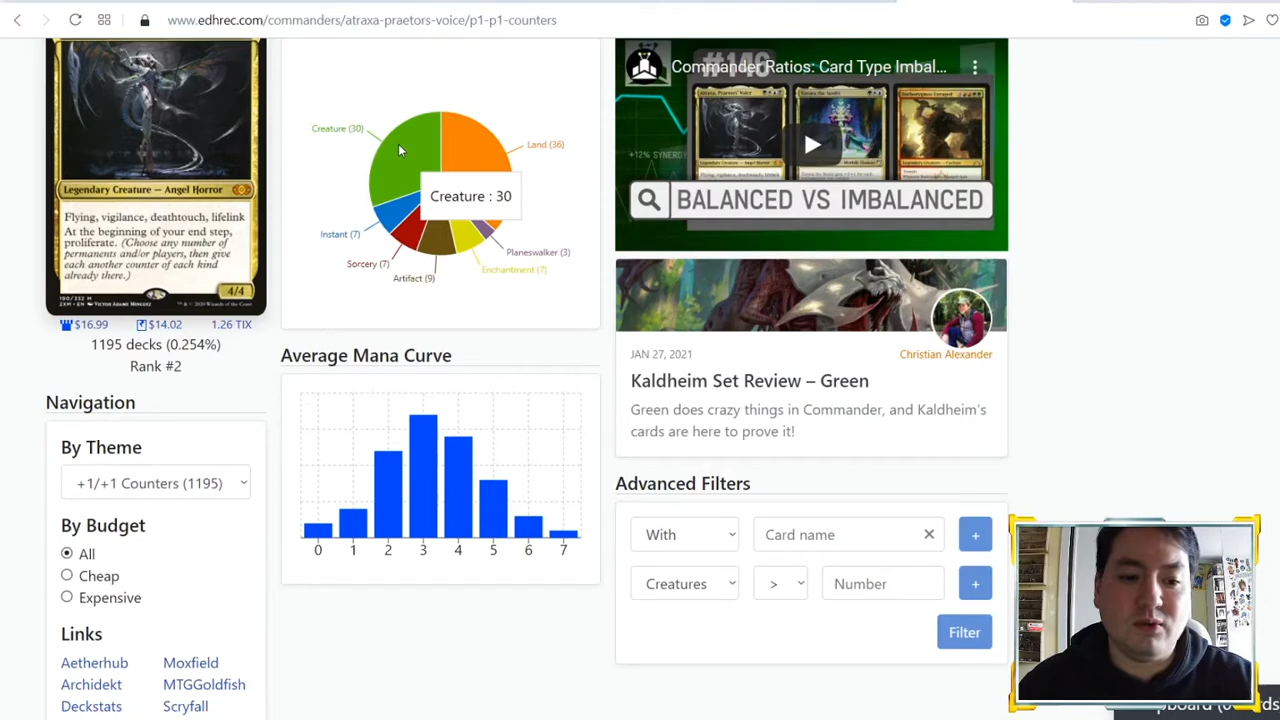 www.edhrec.com/commanders/atraxa-praetors-voice/p1-p1-counters
Legendary Creature — Angel Horror
Flying, vigilance, deathtouch, lifelink
At the beginning of your end step,
proliferate. (Choose any number of
permanents and/or players, then give
each another counter of each kind
already there.)
4/4
$16.99
$14.02
1.26 TIX
1195 decks (0.254%)
Rank #2
Navigation
By Theme
+1/+1 Counters (1195)
By Budget
All
Cheap
Expensive
Links
Aetherhub
Moxfield
Archidekt
MTGGoldfish
Deckstats
Scryfall
Creature (30)
Land (36)
Creature : 30
Instant (7)
Planeswalker (3)
Sorcery (7)
Enchantment (7)
Artifact (9)
Average Mana Curve
0 1 2 3 4 5 6 7
#146
Commander Ratios: Card Type Imbal...
+12% SYNERGY
BALANCED VS IMBALANCED
JAN 27, 2021
Christian Alexander
Kaldheim Set Review – Green
Green does crazy things in Commander, and Kaldheim's
cards are here to prove it!
Advanced Filters
With
Card name
+
Creatures
>
Number
+
Filter